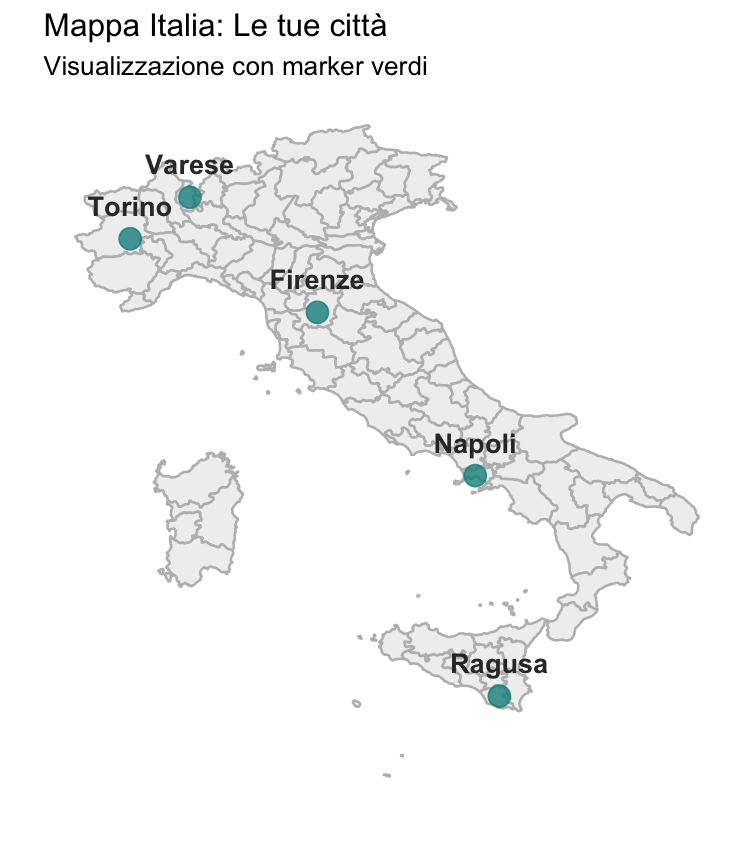 Mappa Italia: Le tue città
Visualizzazione con marker verdi
Varese
Torino
Firenze
Napoli
Ragusa